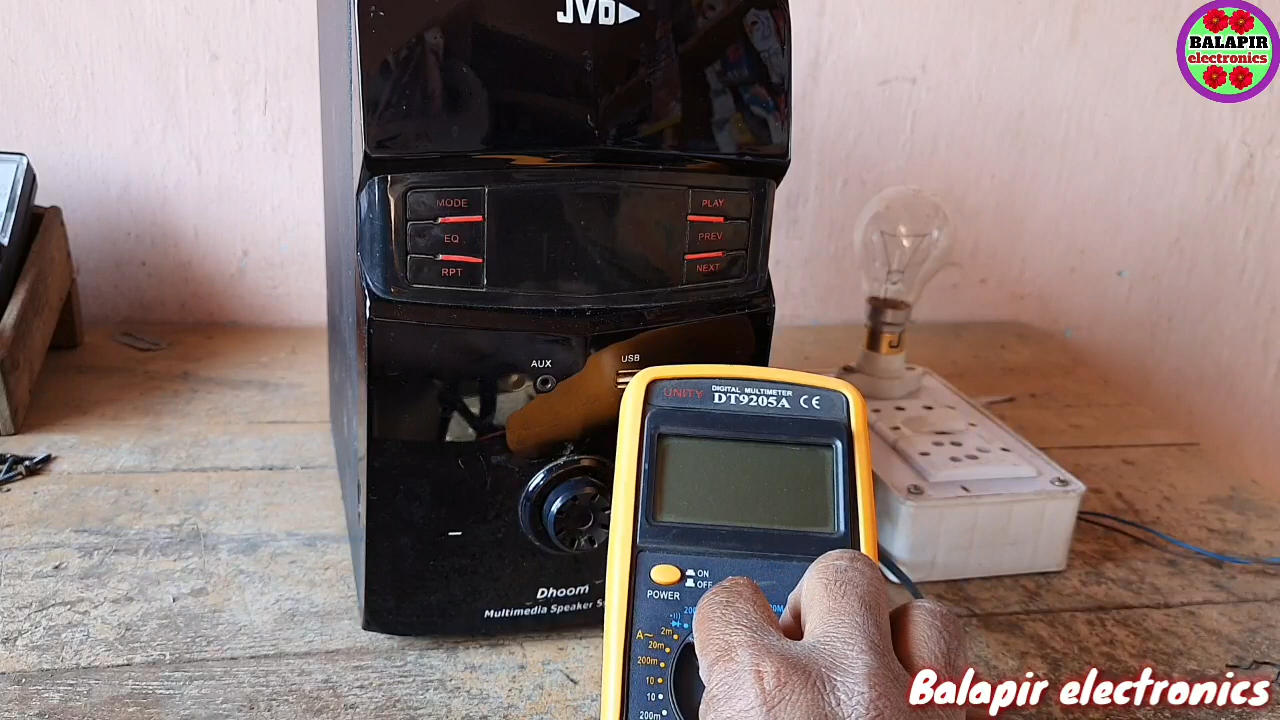 JVD
BALAPIR
electronics
MODE
EQ
RPT
PLAY
PREV
NEXT
AUX
USB
UNITY
DIGITAL MULTIMETER
DT9205A CE
ON
OFF
POWER
A~
2m
20m
200m
10
10
200m
Dhoom
Multimedia Speaker
Balapir electronics